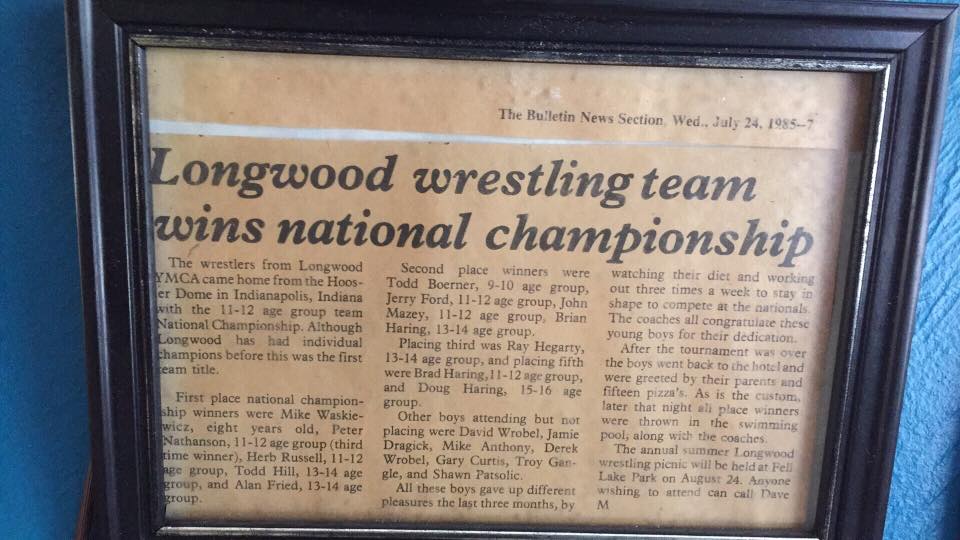 The Bulletin News Section, Wed., July 24, 1985--7
Longwood wrestling team
wins national championship
The wrestlers from Longwood
YMCA came home from the Hoos-
er Dome in Indianapolis, Indiana
with the 11-12 age group team
National Championship. Although
Longwood has had individual
champions before this was the first
team title.
First place national champion-
ship winners were Mike Waskie-
wicz, eight years old, Peter
Nathanson, 11-12 age group (third
time winner), Herb Russell, 11-12
age group, Todd Hill, 13-14 age
group, and Alan Fried, 13-14 age
group.
Second place winners were
Todd Boerner, 9-10 age group,
Jerry Ford, 11-12 age group, John
Mazey, 11-12 age group, Brian
Haring, 13-14 age group.
Placing third was Ray Hegarty,
13-14 age group, and placing fifth
were Brad Haring,11-12 age group,
and Doug Haring, 15-16 age
group.
Other boys attending but not
placing were David Wrobel, Jamie
Dragick, Mike Anthony, Derek
Wrobel, Gary Curtis, Troy Gan-
gle, and Shawn Patsolic.
All these boys gave up different
pleasures the last three months, by
watching their diet and working
out three times a week to stay in
shape to compete at the nationals.
The coaches all congratulate these
young boys for their dedication.
After the tournament was over
the boys went back to the hotel and
were greeted by their parents and
fifteen pizza's. As is the custom,
later that night all place winners
were thrown in the swimming
pool, along with the coaches.
The annual summer Longwood
wrestling picnic will be held at Fell
Lake Park on August 24. Anyone
wishing to attend can call Dave
M